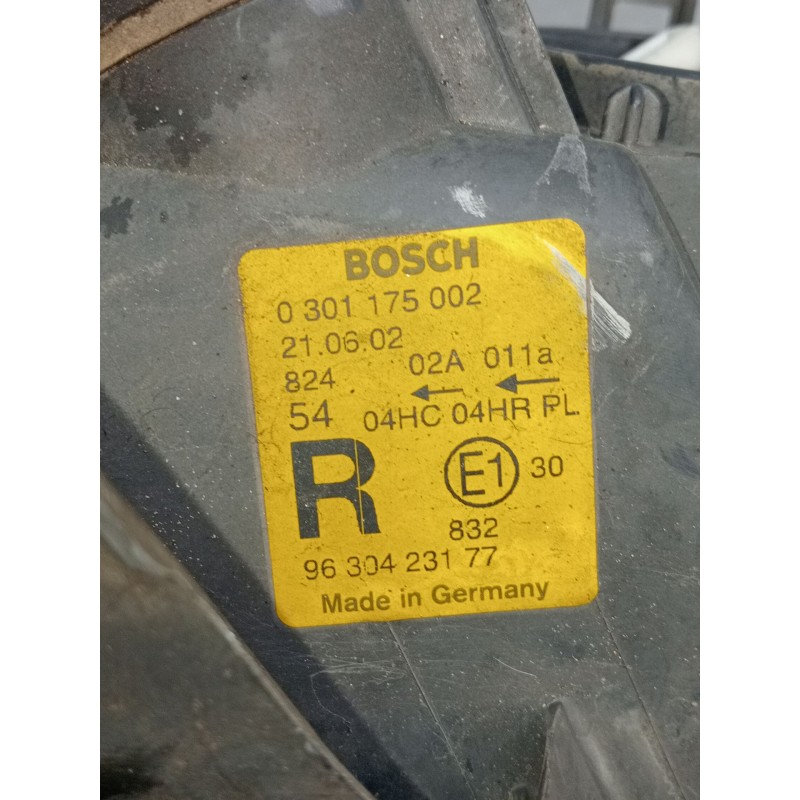 BOSCH
0 301 175 002
21.06.02
824 02A 011a
← ←
54 04HC 04HR PL
R E1 30
832
96 304 231 77
Made in Germany